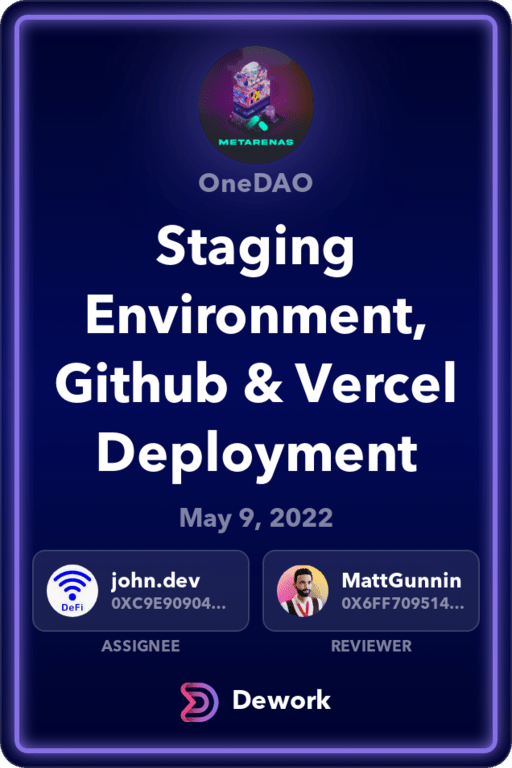 METARENAS
OneDAO
Staging
Environment,
Github & Vercel
Deployment
May 9, 2022
DeFi
john.dev
0XC9E90904...
ASSIGNEE
MattGunnin
0X6FF709514...
REVIEWER
Dework